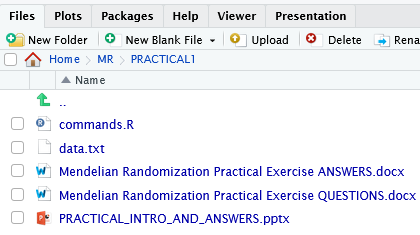 Files Plots Packages Help Viewer Presentation
New Folder New Blank File Upload Delete Rena
Home MR PRACTICAL1
Name
..
commands.R
data.txt
Mendelian Randomization Practical Exercise ANSWERS.docx
Mendelian Randomization Practical Exercise QUESTIONS.docx
PRACTICAL_INTRO_AND_ANSWERS.pptx